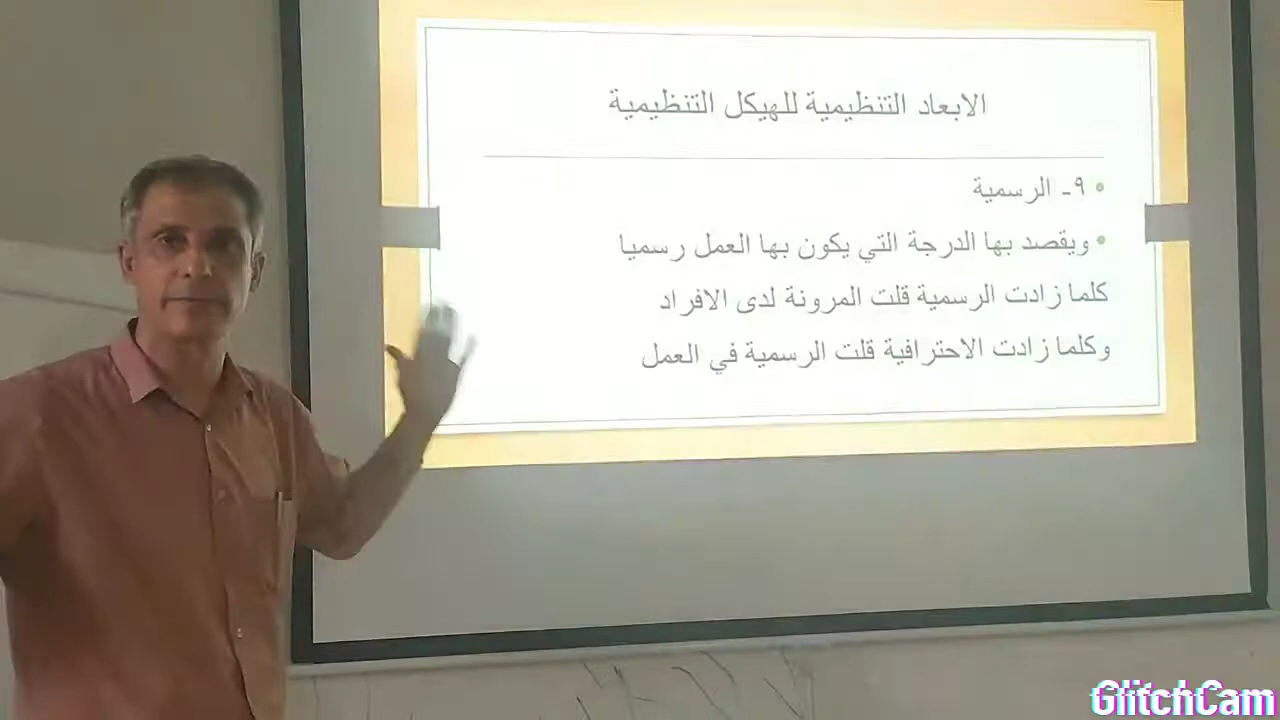 الابعاد التنظيمية للهيكل التنظيمية
٩- الرسمية
ويقصد بها الدرجة التي يكون بها العمل رسميا
كلما زادت الرسمية قلت المرونة لدى الافراد
وكلما زادت الاحترافية قلت الرسمية في العمل
GlitchCam